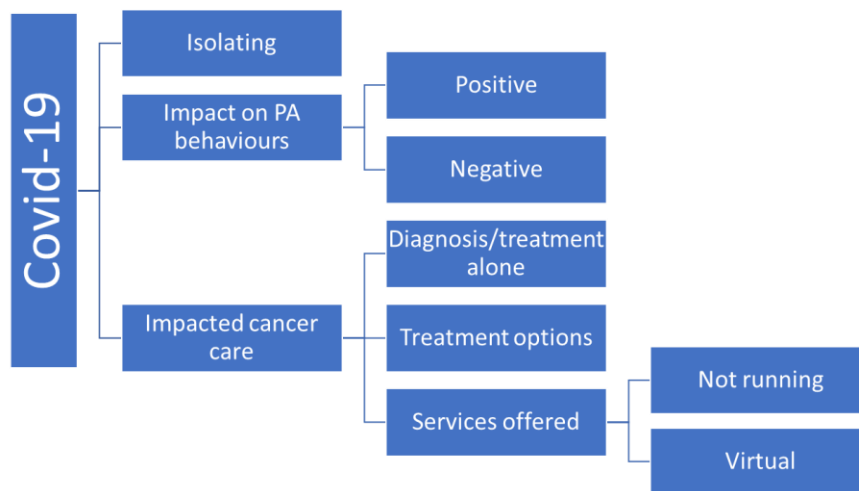 Covid-19
Isolating
Impact on PA
behaviours
Positive
Negative
Impacted cancer
care
Diagnosis/treatment
alone
Treatment options
Services offered
Not running
Virtual